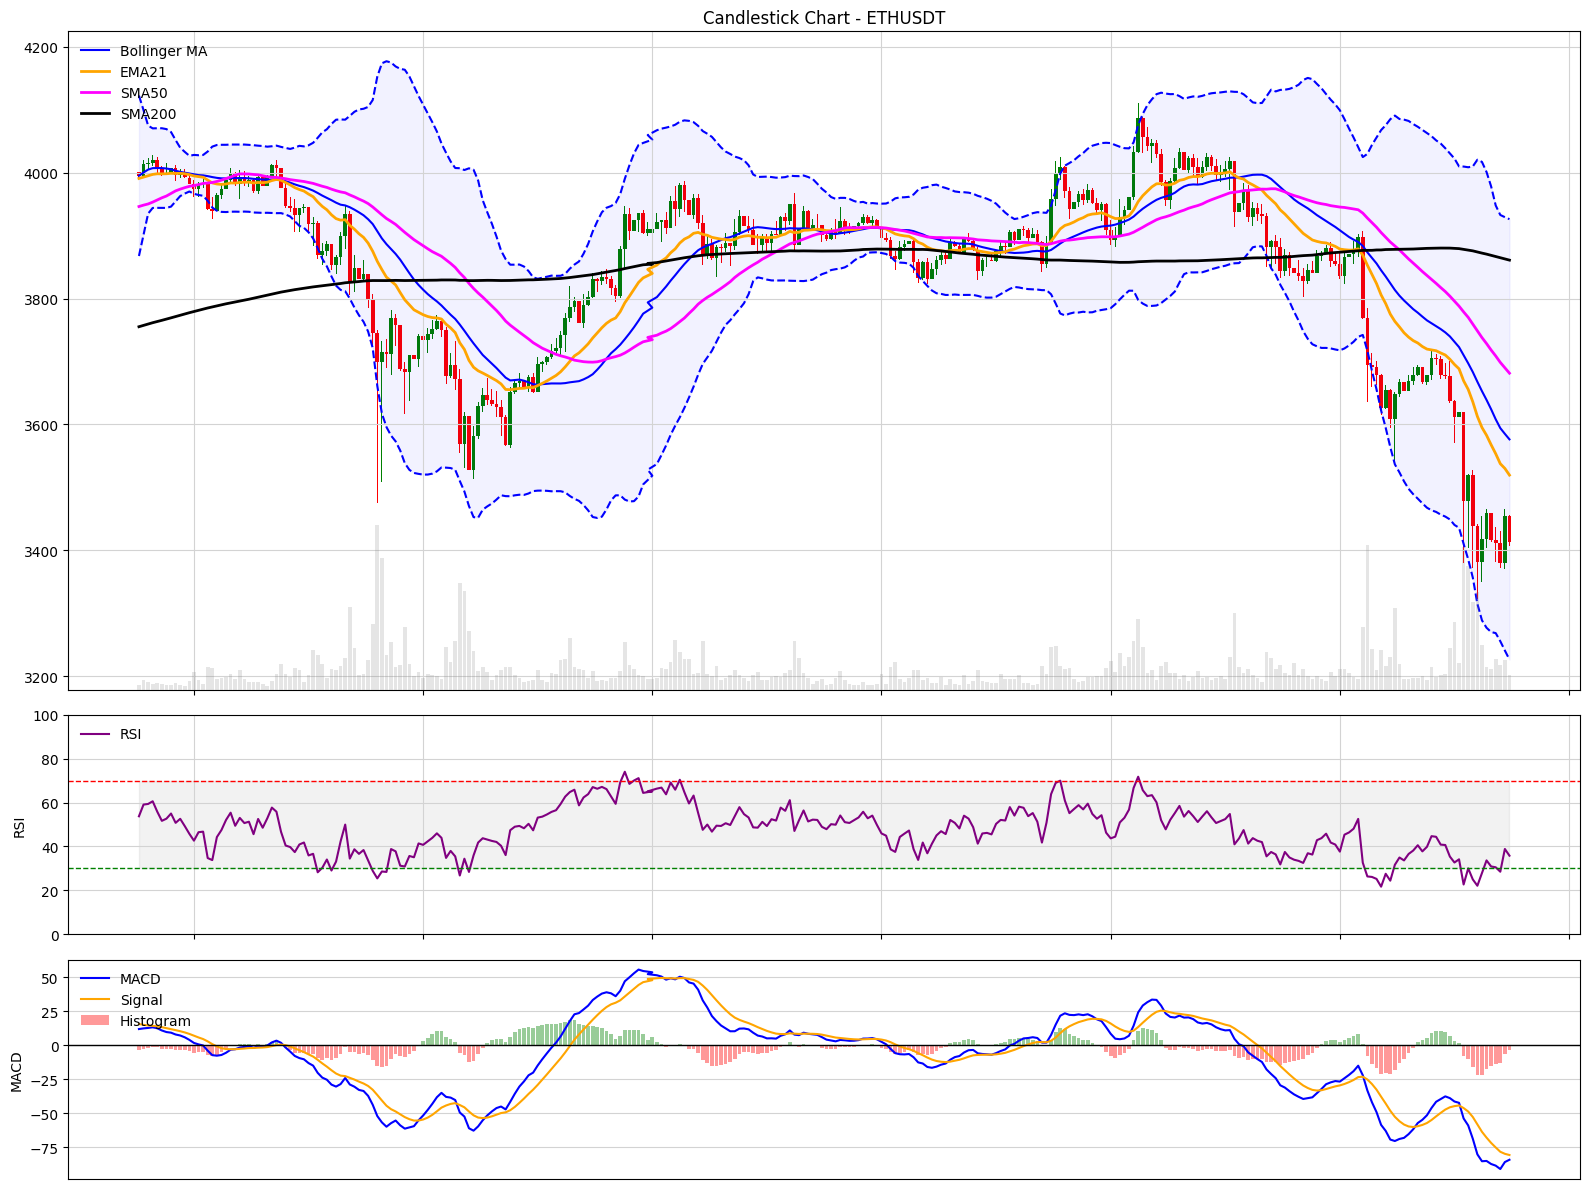 Candlestick Chart - ETHUSDT
4200
4000
3800
3600
3400
3200
Bollinger MA
EMA21
SMA50
SMA200
100
80
60
40
20
0
RSI
RSI
50
25
0
−25
−50
−75
MACD
MACD
Signal
Histogram